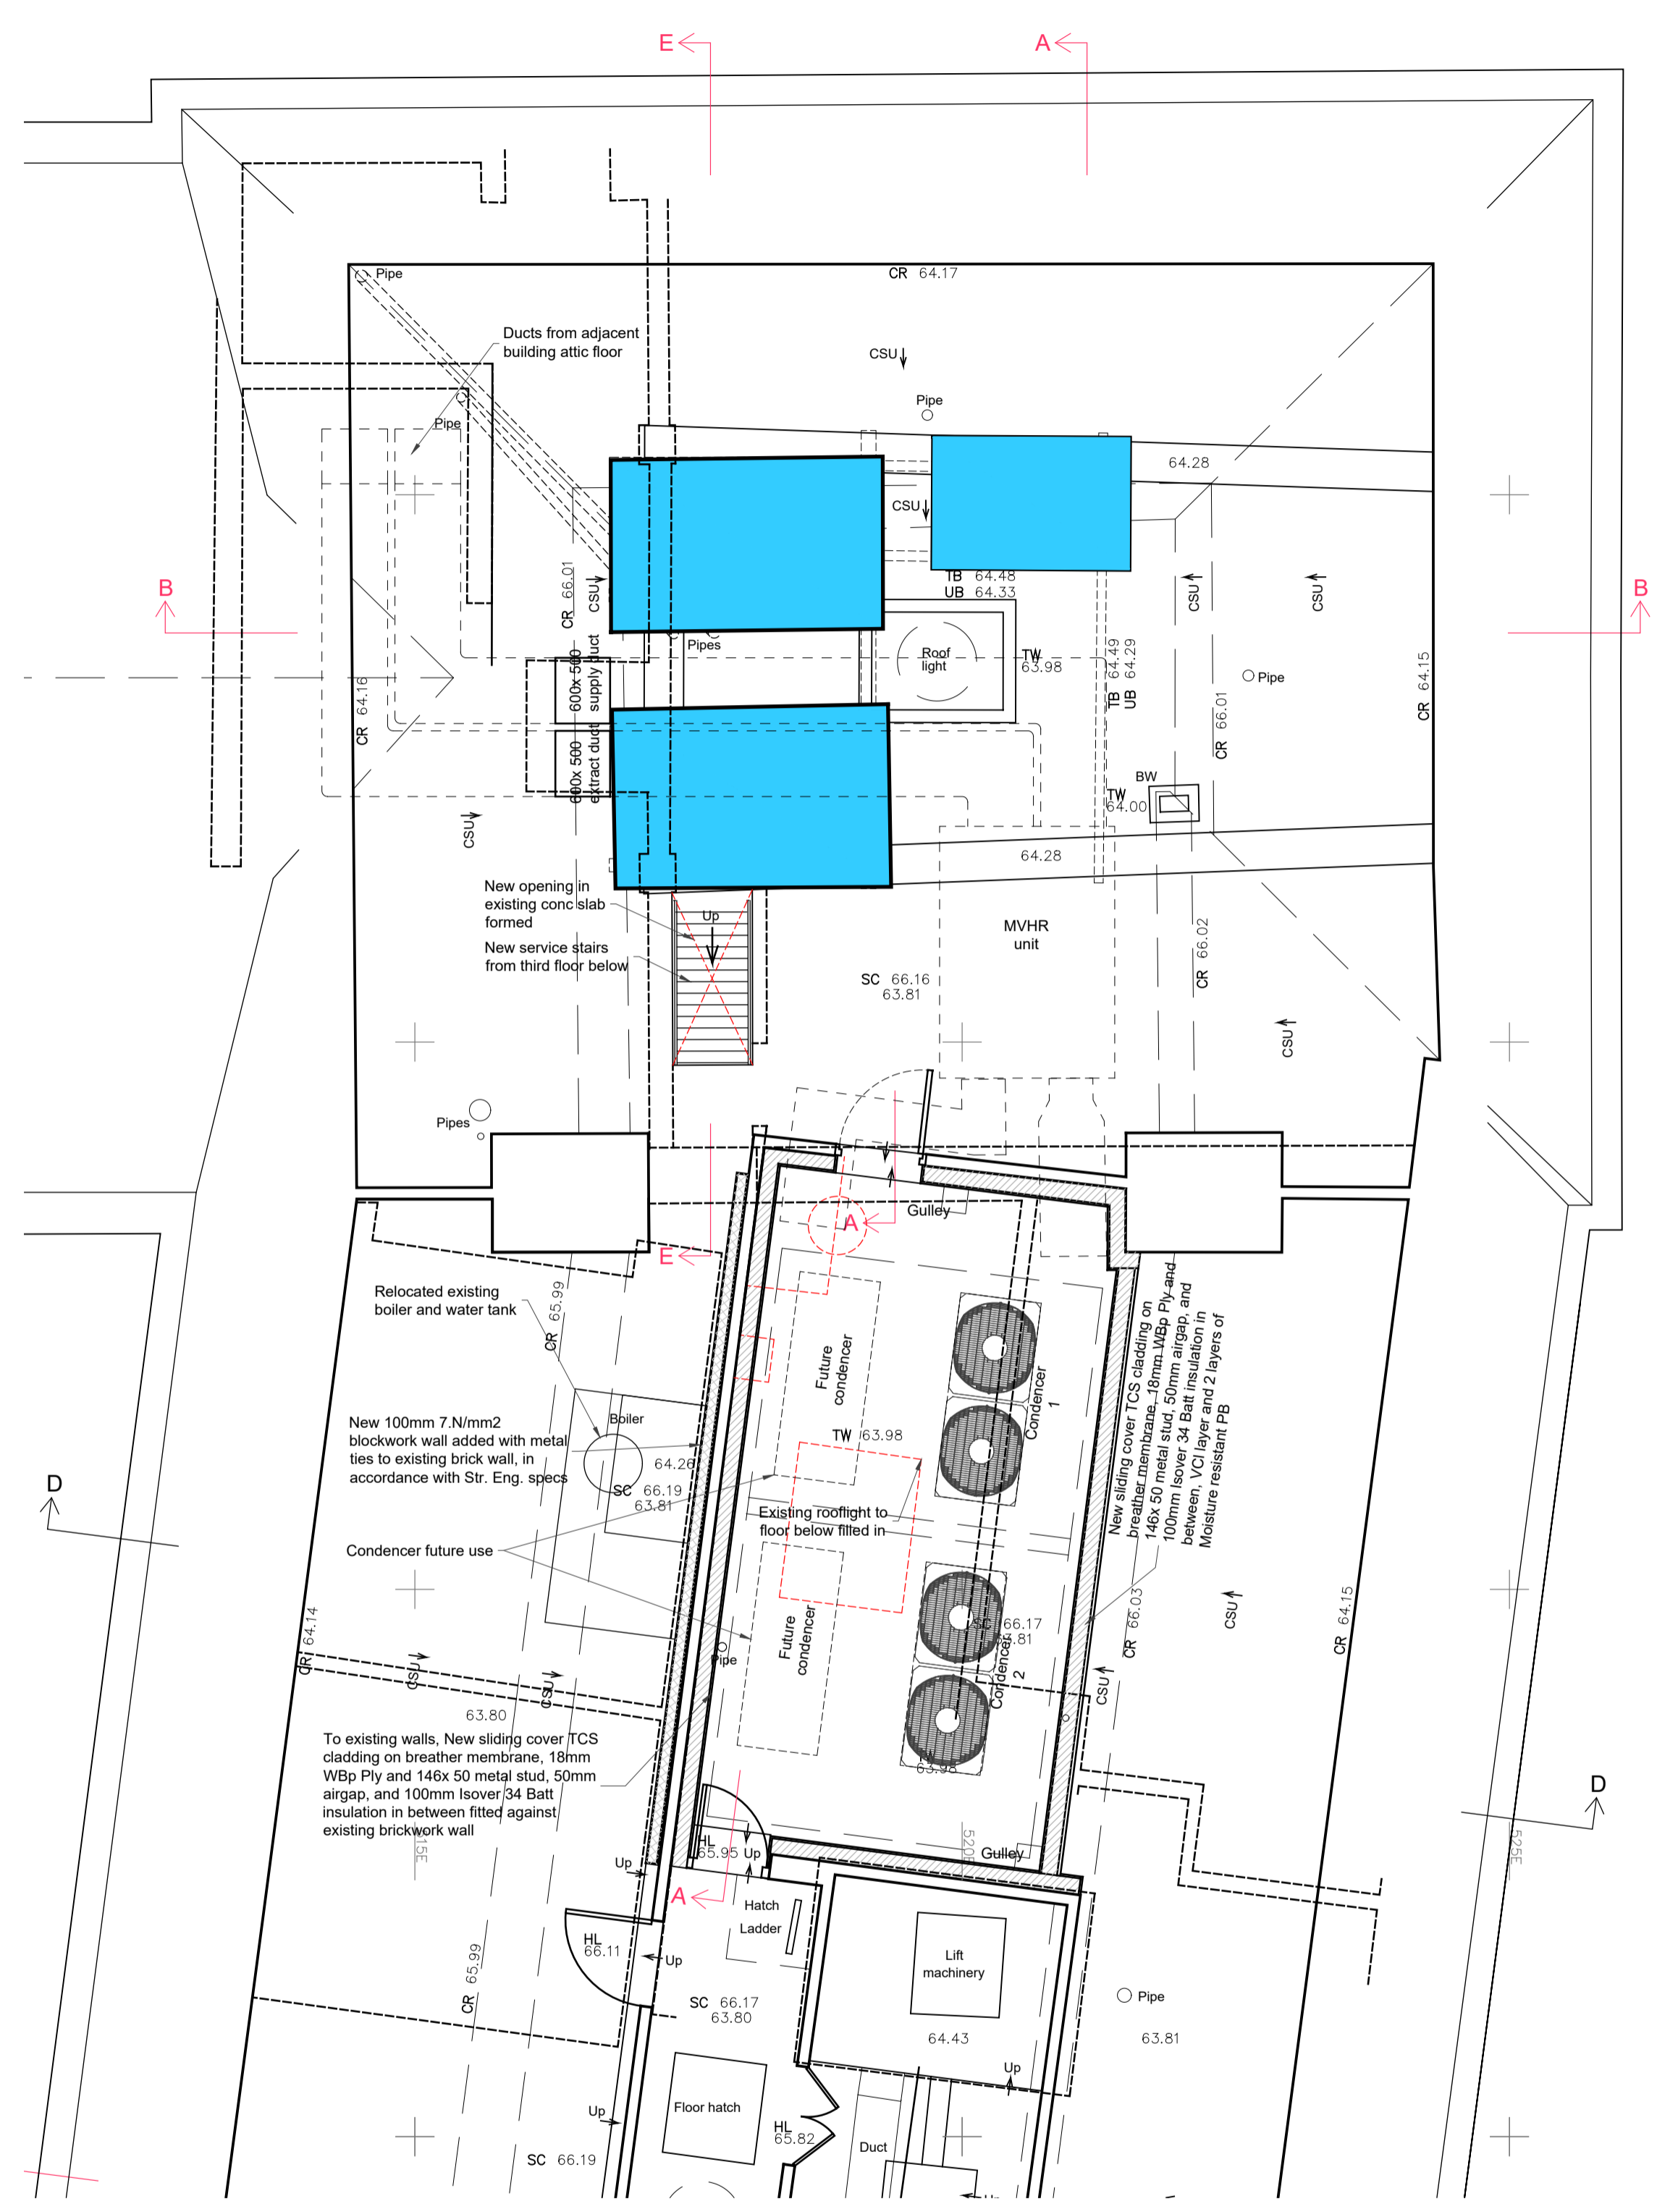 E
A
Pipe
CR 64.17
Ducts from adjacent
building attic floor
CSU
Pipe
Pipe
64.28
CSU
B
CR 66.01
CSU
TB 64.48
UB 64.33
CSU
CSU
B
Pipes
Roof
light
TW
63.98
TB 64.49
UB 64.29
Pipe
CR 64.16
600x 500
supply duct
600x 500
extract duct
CR 66.01
CR 64.15
BW
TW
64.00
CSU
64.28
New opening in
existing conc slab
formed
Up
New service stairs
from third floor below
MVHR
unit
SC 66.16
63.81
CR 66.02
CSU
Pipes
A
Gulley
E
Relocated existing
boiler and water tank
CR 65.99
Future
condencer
Condencer
1
New sliding cover TCS cladding on
breather membrane, 18mm WBp Ply and
146x 50 metal stud, 50mm airgap, and
100mm Isover 34 Batt insulation in
between, VCI layer and 2 layers of
Moisture resistant PB
New 100mm 7.N/mm2
blockwork wall added with metal
ties to existing brick wall, in
accordance with Str. Eng. specs
Boiler
64.26
SC 66.19
63.81
TW 63.98
D
Existing rooflight to
floor below filled in
Condencer future use
Future
condencer
SC 66.17
63.81
Condencer
2
CR 66.03
CSU
CR 64.15
CR 64.14
CSU
CSU
Pipe
CSU
63.80
63.98
To existing walls, New sliding cover TCS
cladding on breather membrane, 18mm
WBp Ply and 146x 50 metal stud, 50mm
airgap, and 100mm Isover 34 Batt
insulation in between fitted against
existing brickwork wall
D
515E
HL
65.95
Up
520E
Gulley
525E
Up
A
Hatch
Ladder
HL
66.11
Up
Lift
machinery
CR 65.99
SC 66.17
63.80
Pipe
64.43
63.81
Up
Floor hatch
Up
HL
65.82
Duct
SC 66.19